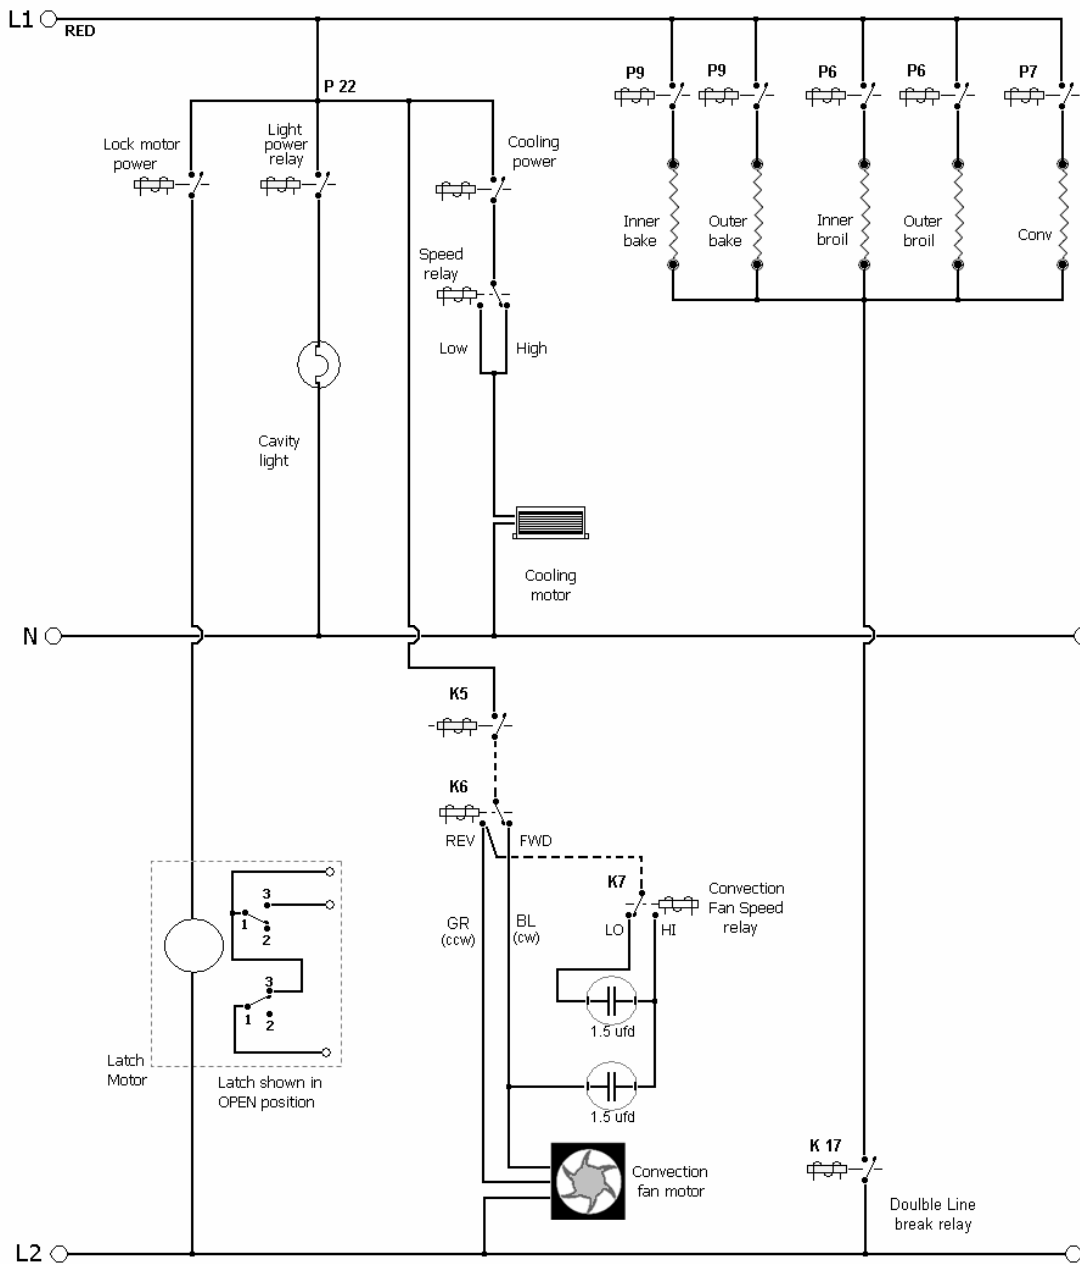 L1
RED
P 22
P9
P9
P6
P6
P7
Lock motor
power
Light
power
relay
Cooling
power
Speed
relay
Low
High
Inner
bake
Outer
bake
Inner
broil
Outer
broil
Conv
Cavity
light
Cooling
motor
N
K5
K6
REV
FWD
K7
LO
HI
Convection
Fan Speed
relay
GR
(ccw)
BL
(cw)
3
1
2
3
1
2
1.5 ufd
1.5 ufd
Latch
Motor
Latch shown in
OPEN position
Convection
fan motor
K 17
Doulble Line
break relay
L2